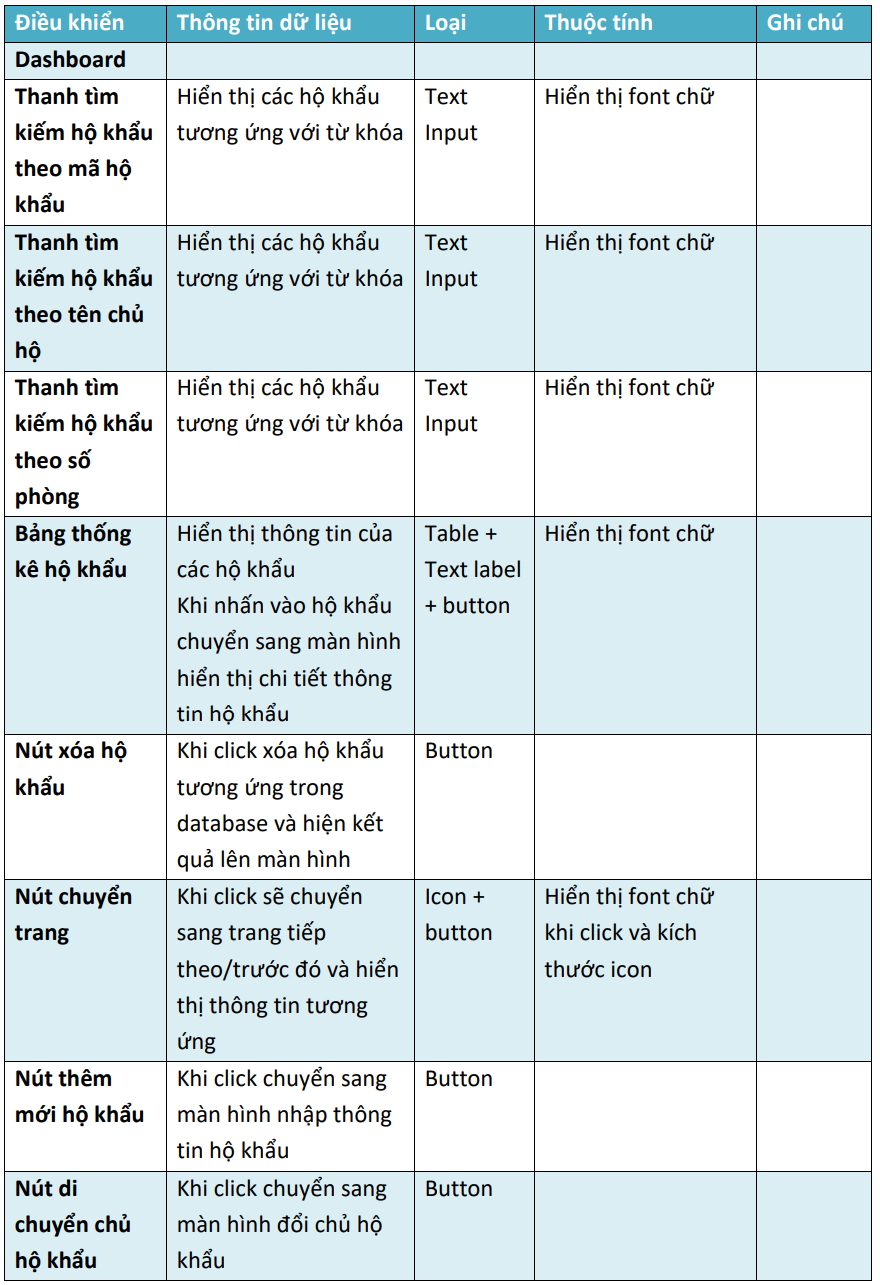 Điều khiển Thông tin dữ liệu Loại Thuộc tính Ghi chú
Dashboard
Thanh tìm Hiển thị các hộ khẩu Text Hiển thị font chữ
kiếm hộ khẩu tương ứng với từ khóa Input
theo mã hộ
khẩu
Thanh tìm Hiển thị các hộ khẩu Text Hiển thị font chữ
kiếm hộ khẩu tương ứng với từ khóa Input
theo tên chủ
hộ
Thanh tìm Hiển thị các hộ khẩu Text Hiển thị font chữ
kiếm hộ khẩu tương ứng với từ khóa Input
theo số
phòng
Bảng thống Hiển thị thông tin của Table + Hiển thị font chữ
kê hộ khẩu các hộ khẩu Text label
Khi nhấn vào hộ khẩu + button
chuyển sang màn hình
hiển thị chi tiết thông
tin hộ khẩu
Nút xóa hộ Khi click xóa hộ khẩu Button
khẩu tương ứng trong
database và hiện kết
quả lên màn hình
Nút chuyển Khi click sẽ chuyển Icon + Hiển thị font chữ
trang sang trang tiếp button khi click và kích
theo/trước đó và hiển thước icon
thị thông tin tương
ứng
Nút thêm Khi click chuyển sang Button
mới hộ khẩu màn hình nhập thông
tin hộ khẩu
Nút di Khi click chuyển sang Button
chuyển chủ màn hình đổi chủ hộ
hộ khẩu khẩu